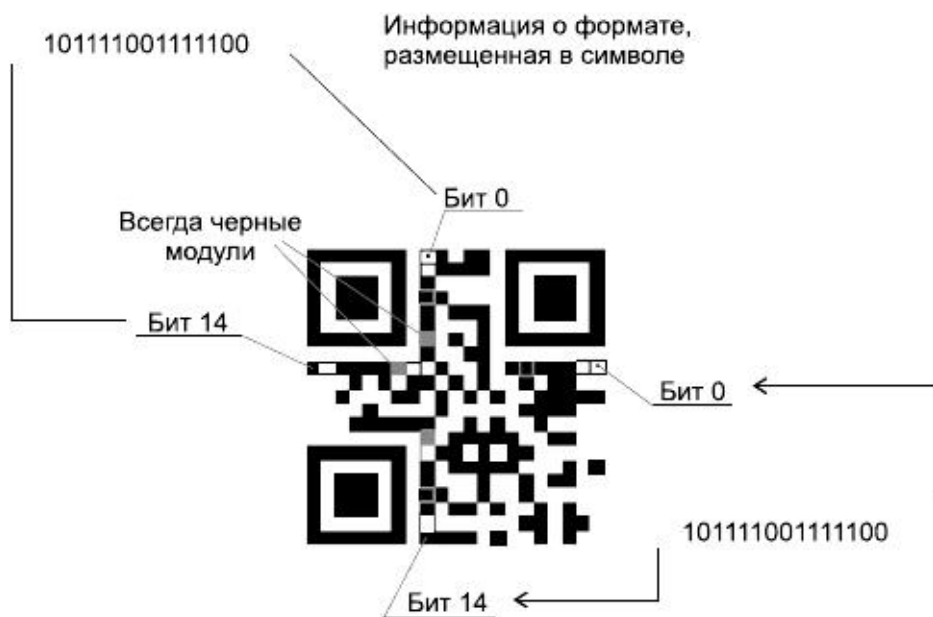 101111001111100
Информация о формате,
размещенная в символе
Бит 0
Всегда черные
модули
Бит 14
Бит 0
101111001111100
Бит 14